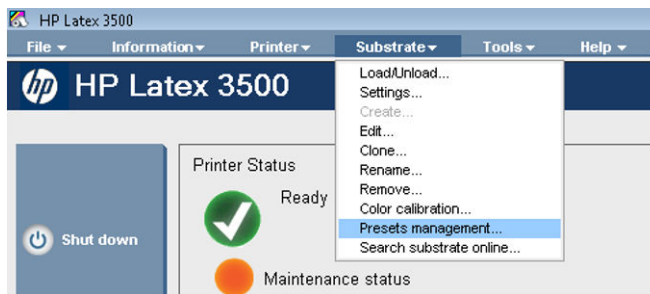 HP Latex 3500
File Information Printer Substrate Tools Help
hp HP Latex 3500
Load/Unload...
Settings...
Create...
Edit...
Clone...
Rename...
Remove...
Color calibration...
Presets management...
Search substrate online...
Printer Status
Ready
Shut down
Maintenance status